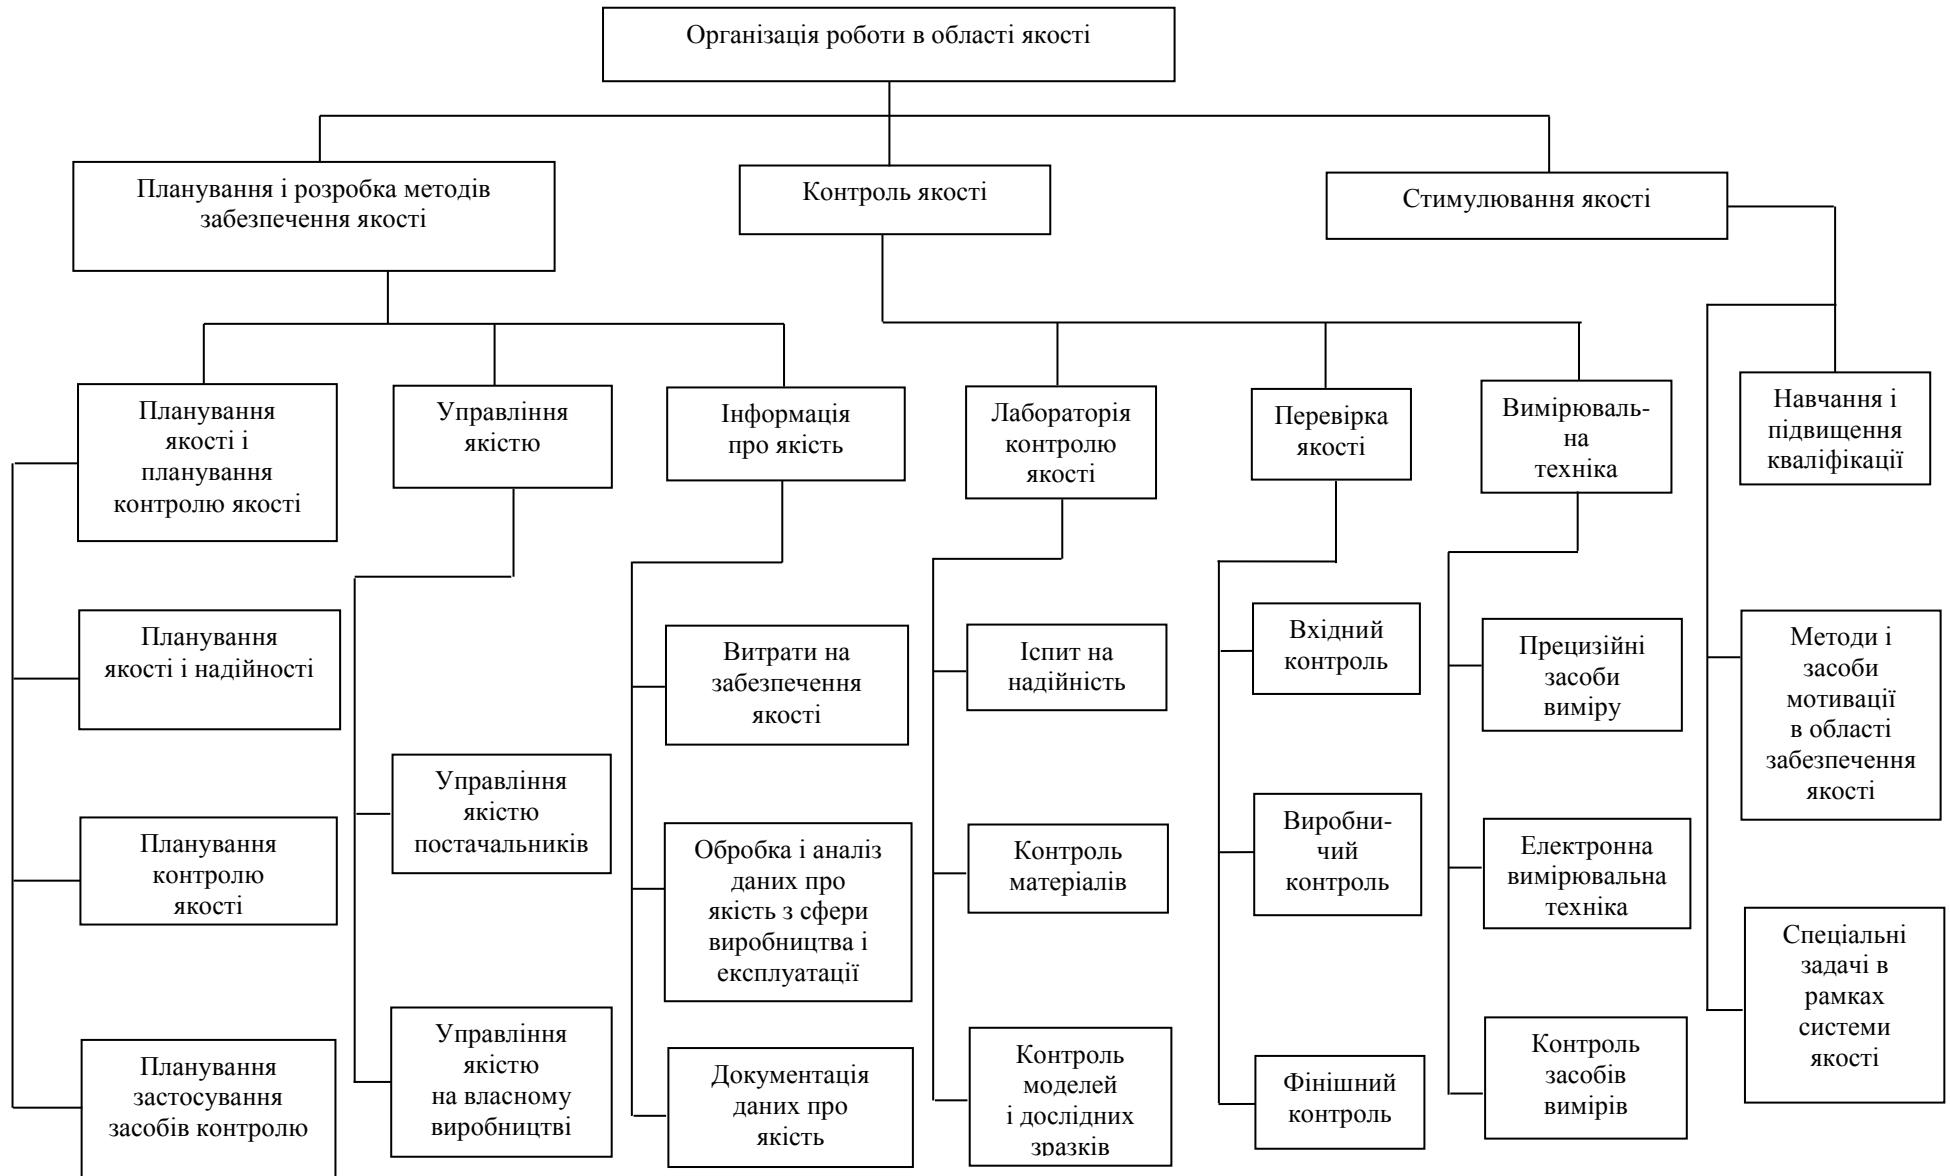 Організація роботи в області якості
Планування і розробка методів
забезпечення якості
Контроль якості
Стимулювання якості
Планування
якості і
планування
контролю якості
Управління
якістю
Інформація
про якість
Лабораторія
контролю
якості
Перевірка
якості
Вимірюваль-
на
техніка
Навчання і
підвищення
кваліфікації
Планування
якості і надійності
Витрати на
забезпечення
якості
Іспит на
надійність
Вхідний
контроль
Прецизійні
засоби
виміру
Методи і
засоби
мотивації
в області
забезпечення
якості
Управління
якістю
постачальників
Планування
контролю
якості
Обробка і аналіз
даних про
якість з сфери
виробництва і
експлуатації
Контроль
матеріалів
Виробни-
чий
контроль
Електронна
вимірювальна
техніка
Спеціальні
задачі в
рамках
системи
якості
Планування
застосування
засобів контролю
Управління
якістю
на власному
виробництві
Документація
даних про
якість
Контроль
моделей
і дослідних
зразків
Фінішний
контроль
Контроль
засобів
вимірів